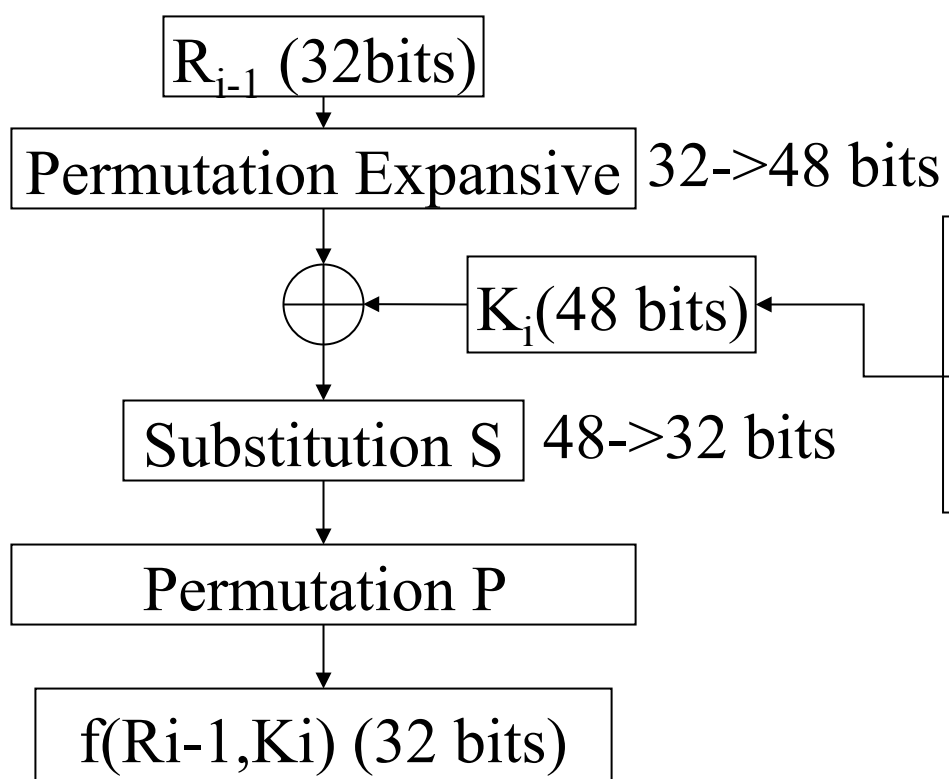 R_{i-1} (32bits)
Permutation Expansive 32->48 bits
K_i(48 bits)
Substitution S 48->32 bits
Permutation P
f(Ri-1,Ki) (32 bits)